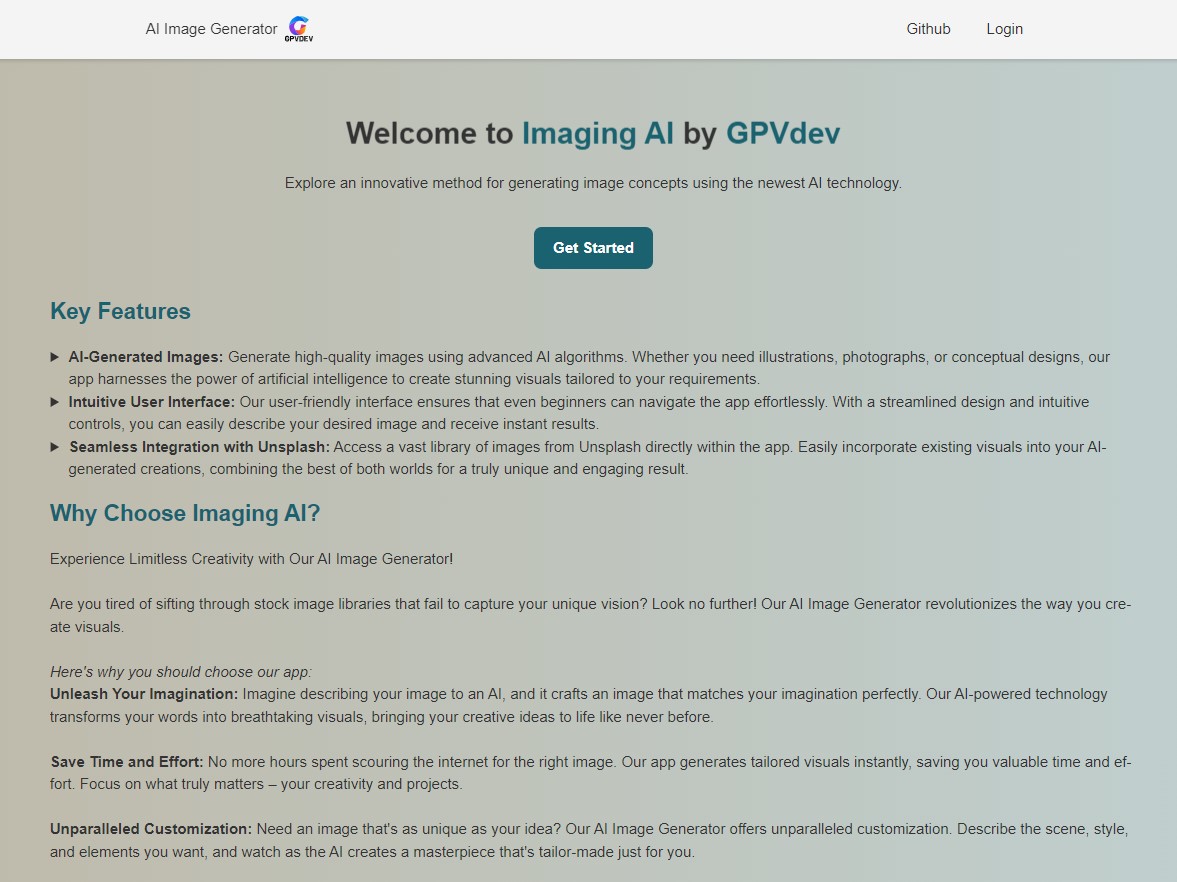 AI Image Generator GPVDEV Github Login
Welcome to Imaging AI by GPVdev
Explore an innovative method for generating image concepts using the newest AI technology.
Get Started
Key Features
AI-Generated Images: Generate high-quality images using advanced AI algorithms. Whether you need illustrations, photographs, or conceptual designs, our
app harnesses the power of artificial intelligence to create stunning visuals tailored to your requirements.
Intuitive User Interface: Our user-friendly interface ensures that even beginners can navigate the app effortlessly. With a streamlined design and intuitive
controls, you can easily describe your desired image and receive instant results.
Seamless Integration with Unsplash: Access a vast library of images from Unsplash directly within the app. Easily incorporate existing visuals into your AI-
generated creations, combining the best of both worlds for a truly unique and engaging result.
Why Choose Imaging AI?
Experience Limitless Creativity with Our AI Image Generator!
Are you tired of sifting through stock image libraries that fail to capture your unique vision? Look no further! Our AI Image Generator revolutionizes the way you cre-
ate visuals.
Here's why you should choose our app:
Unleash Your Imagination: Imagine describing your image to an AI, and it crafts an image that matches your imagination perfectly. Our AI-powered technology
transforms your words into breathtaking visuals, bringing your creative ideas to life like never before.
Save Time and Effort: No more hours spent scouring the internet for the right image. Our app generates tailored visuals instantly, saving you valuable time and ef-
fort. Focus on what truly matters – your creativity and projects.
Unparalleled Customization: Need an image that's as unique as your idea? Our AI Image Generator offers unparalleled customization. Describe the scene, style,
and elements you want, and watch as the AI creates a masterpiece that's tailor-made just for you.